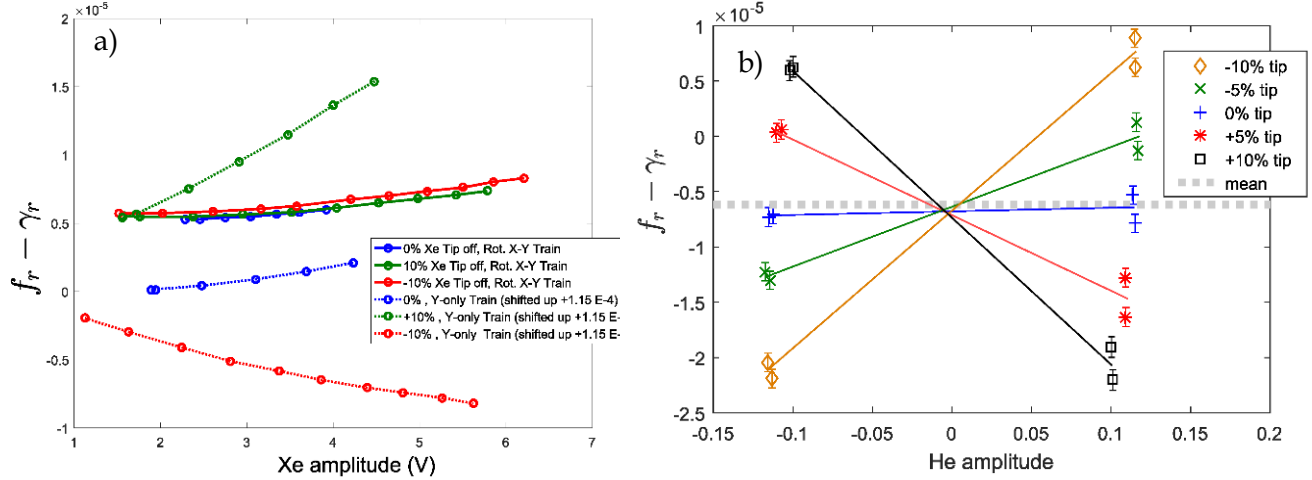 a)
×10⁻⁵
2
1.5
1
0.5
0
-0.5
-1
1
2
3
4
5
6
7
f_r − γ_r
Xe amplitude (V)
0% Xe Tip off, Rot. X-Y Train
10% Xe Tip off, Rot. X-Y Train
-10% Xe Tip off, Rot. X-Y Train
0% , Y-only Train (shifted up +1.15 E-4)
+10% , Y-only Train (shifted up +1.15 E-
-10% , Y-only Train (shifted up +1.15 E-
b)
×10⁻⁵
1
0.5
0
-0.5
-1
-1.5
-2
-2.5
-0.15
-0.1
-0.05
0
0.05
0.1
0.15
0.2
f_r − γ_r
He amplitude
-10% tip
-5% tip
0% tip
+5% tip
+10% tip
mean